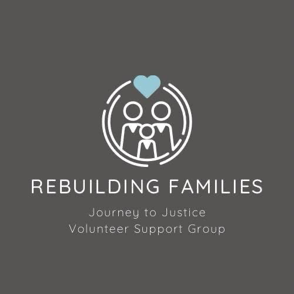 REBUILDING FAMILIES
Journey to Justice
Volunteer Support Group